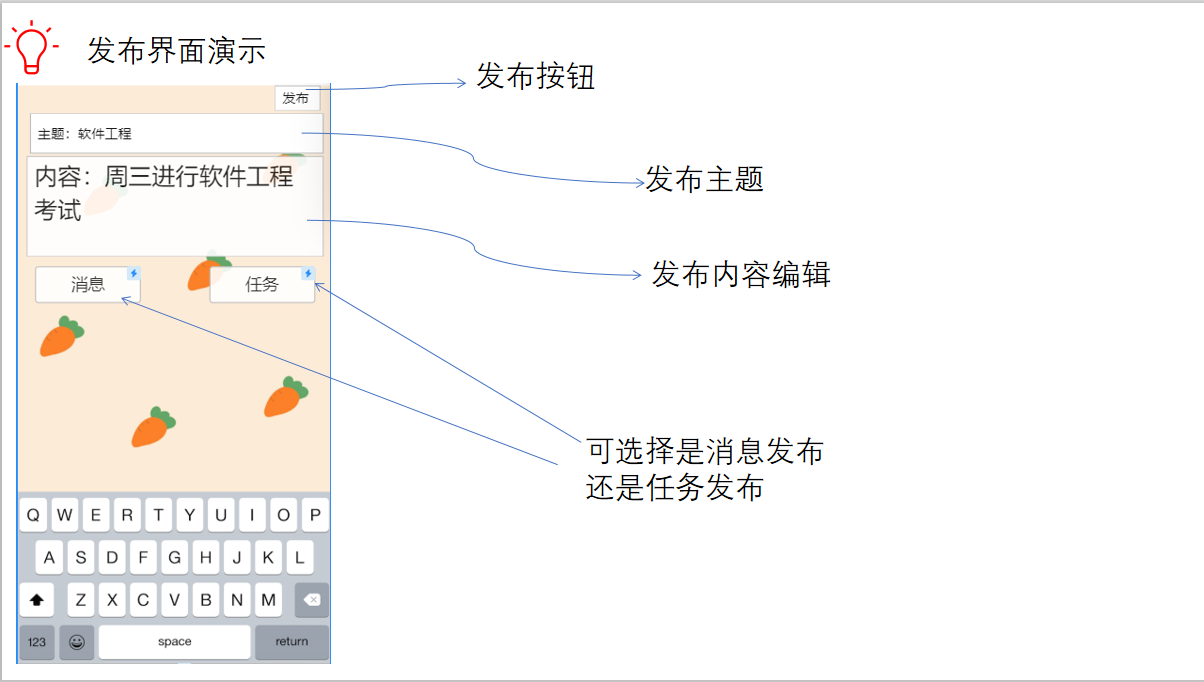 发布界面演示
发布按钮
发布
主题：软件工程
发布主题
内容：周三进行软件工程
考试
发布内容编辑
消息
任务
可选择是消息发布
还是任务发布
Q W E R T Y U I O P
A S D F G H J K L
Z X C V B N M
123 space return